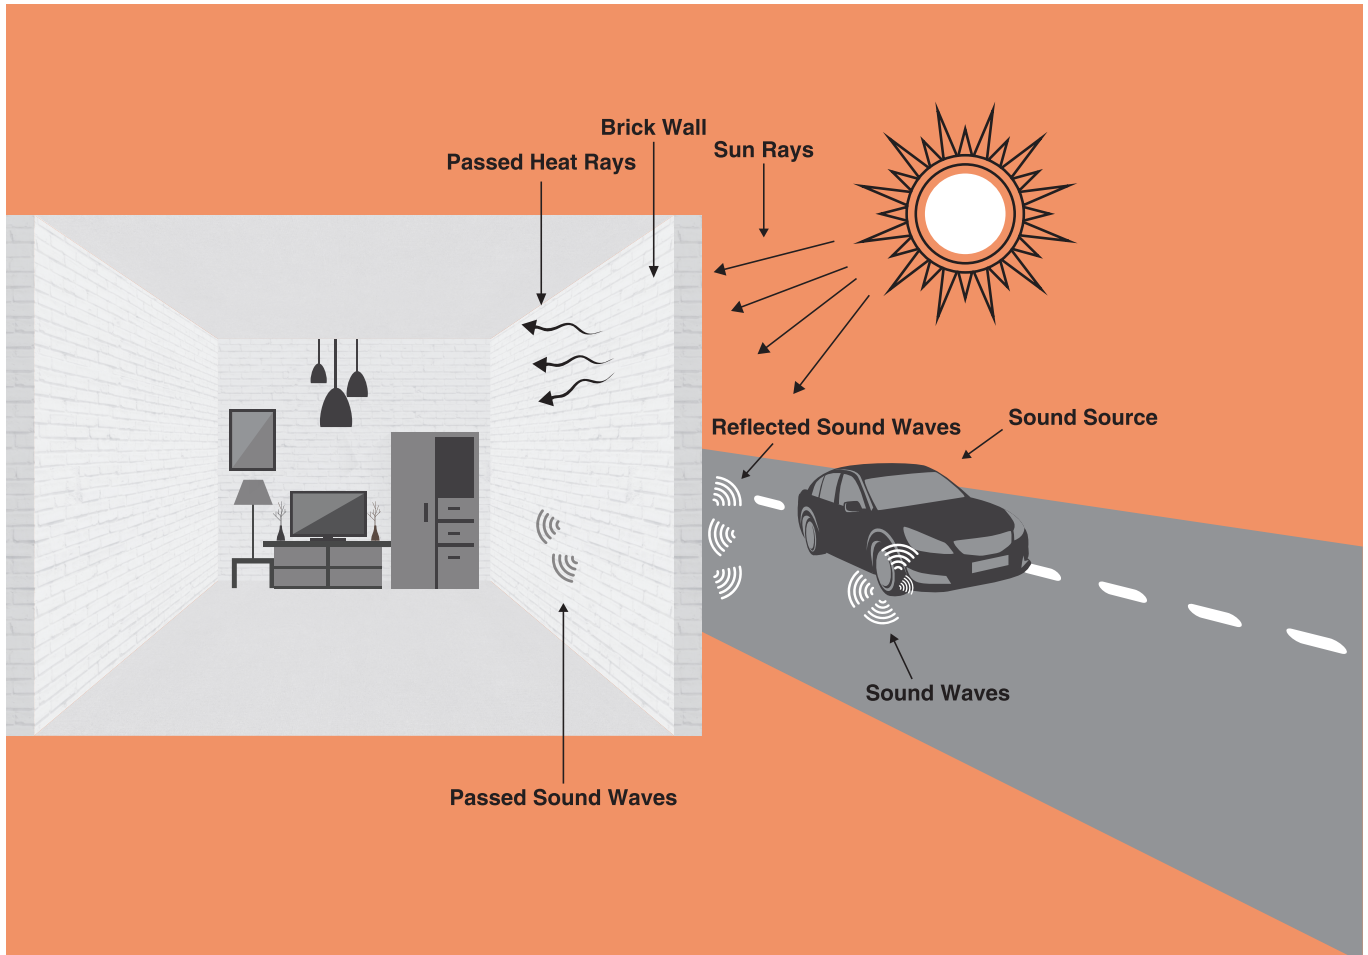 Brick Wall
Sun Rays
Passed Heat Rays
Sound Source
Reflected Sound Waves
Sound Waves
Passed Sound Waves